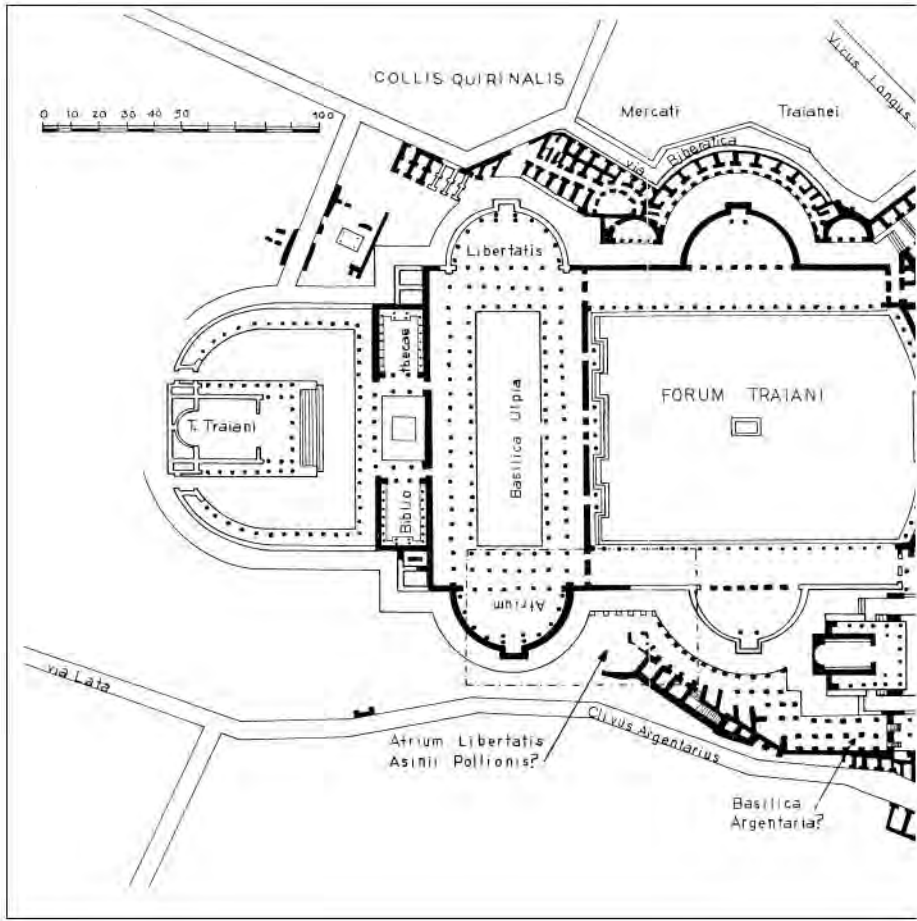 COLLIS QUIRINALIS
Vicus Longus
0 10 20 30 40 50 100
Mercati Traianei
via Biberatica
Libertatis
thecae
Basilica Ulpia
FORUM TRAIANI
T. Traiani
Biblio
Atrium
via Lata
Clivus Argentarius
Atrium Libertatis
Asinii Pollionis?
Basilica
Argentaria?